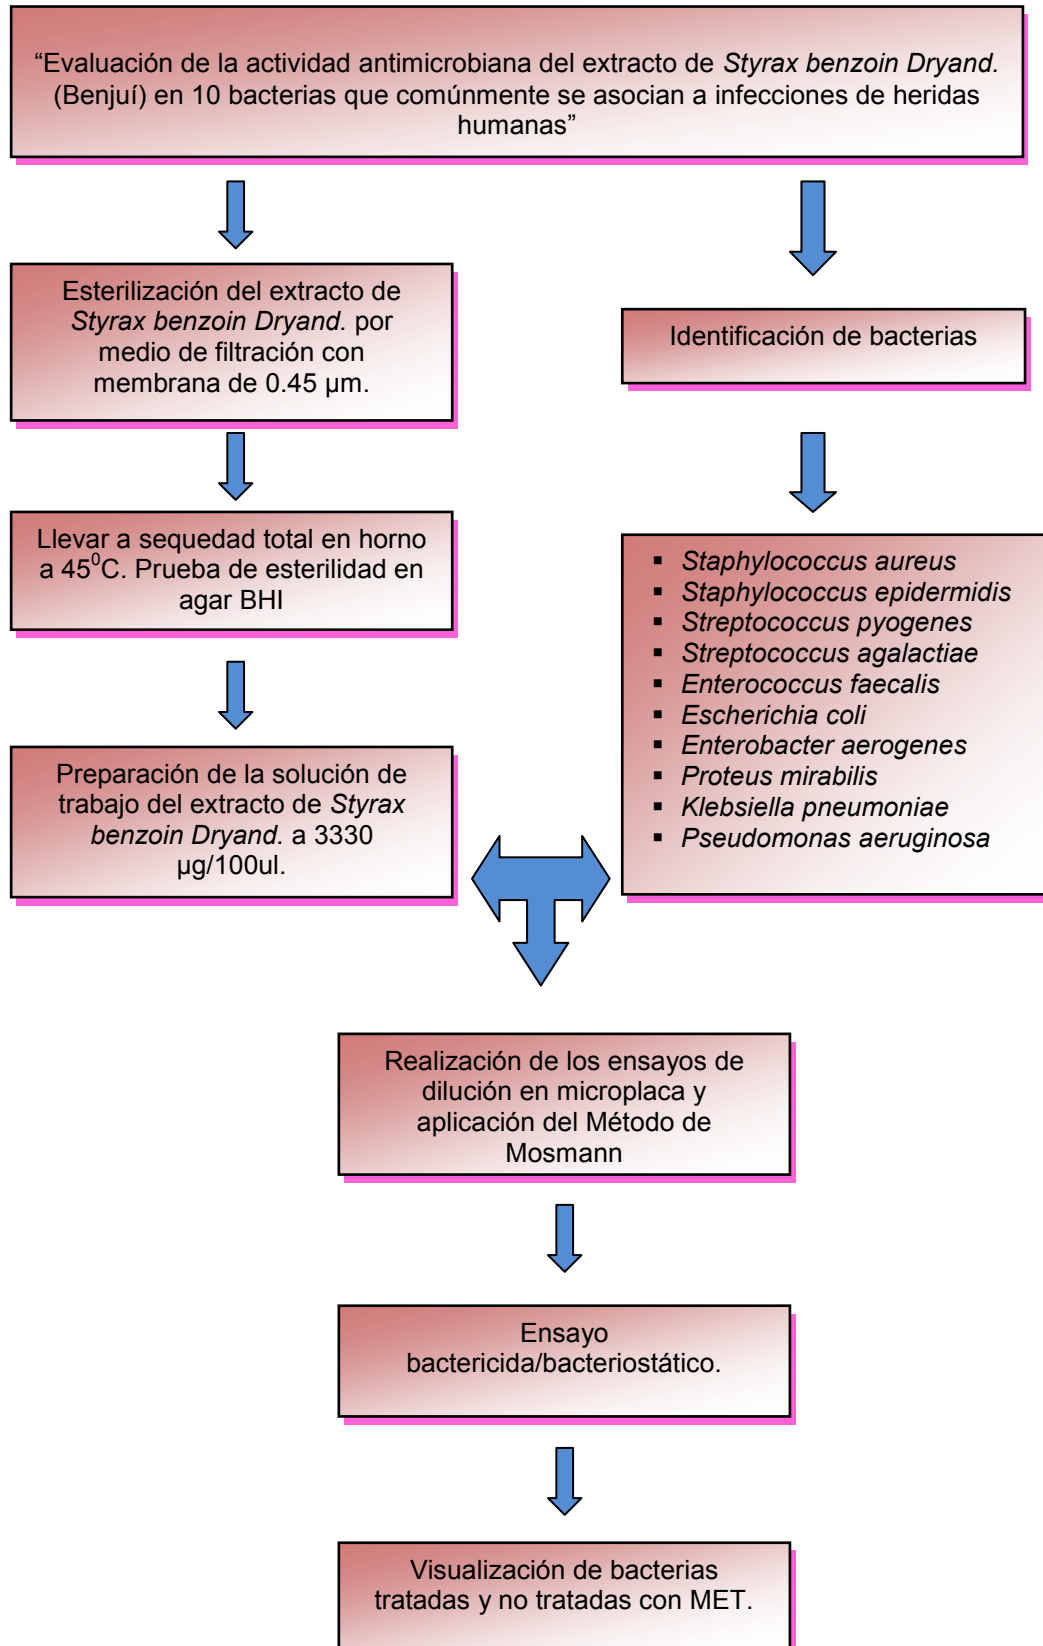 “Evaluación de la actividad antimicrobiana del extracto de Styrax benzoin Dryand.
(Benjuí) en 10 bacterias que comúnmente se asocian a infecciones de heridas
humanas”
Esterilización del extracto de
Styrax benzoin Dryand. por
medio de filtración con
membrana de 0.45 µm.
Llevar a sequedad total en horno
a 45⁰C. Prueba de esterilidad en
agar BHI
Preparación de la solución de
trabajo del extracto de Styrax
benzoin Dryand. a 3330
µg/100ul.
Identificación de bacterias
▪ Staphylococcus aureus
▪ Staphylococcus epidermidis
▪ Streptococcus pyogenes
▪ Streptococcus agalactiae
▪ Enterococcus faecalis
▪ Escherichia coli
▪ Enterobacter aerogenes
▪ Proteus mirabilis
▪ Klebsiella pneumoniae
▪ Pseudomonas aeruginosa
Realización de los ensayos de
dilución en microplaca y
aplicación del Método de
Mosmann
Ensayo
bactericida/bacteriostático.
Visualización de bacterias
tratadas y no tratadas con MET.